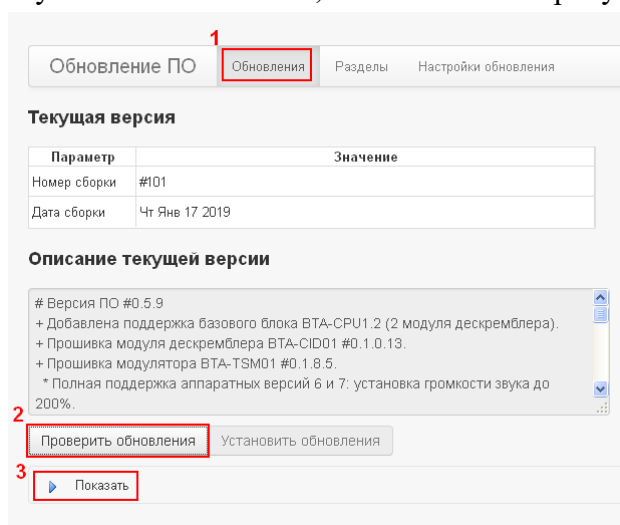 1
Обновление ПО Обновления Разделы Настройки обновления
Текущая версия
Параметр Значение
Номер сборки #101
Дата сборки Чт Янв 17 2019
Описание текущей версии
# Версия ПО #0.5.9
+ Добавлена поддержка базового блока BTA-CPU1.2 (2 модуля дескремблера).
+ Прошивка модуля дескремблера BTA-CID01 #0.1.0.13.
+ Прошивка модулятора BTA-TSM01 #0.1.8.5.
* Полная поддержка аппаратных версий 6 и 7: установка громкости звука до
200%.
2
Проверить обновления Установить обновления
3
Показать